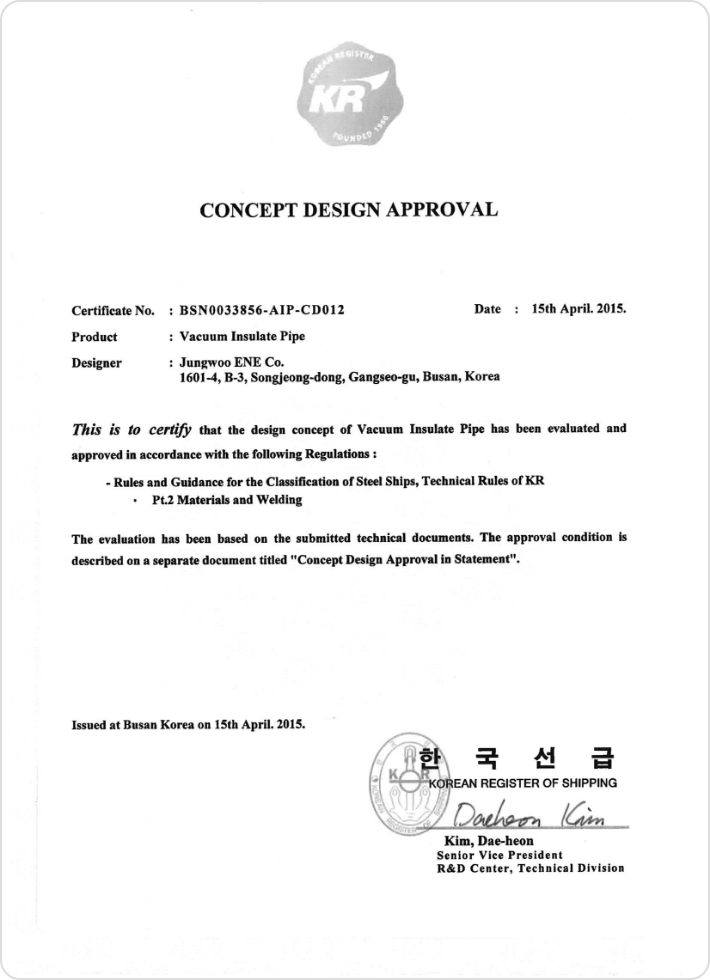 KOREAN REGISTER
KR
FOUNDED 1960
CONCEPT DESIGN APPROVAL
Certificate No. : BSN0033856-AIP-CD012 Date : 15th April. 2015.
Product : Vacuum Insulate Pipe
Designer : Jungwoo ENE Co.
1601-4, B-3, Songjeong-dong, Gangseo-gu, Busan, Korea
This is to certify that the design concept of Vacuum Insulate Pipe has been evaluated and
approved in accordance with the following Regulations :
- Rules and Guidance for the Classification of Steel Ships, Technical Rules of KR
· Pt.2 Materials and Welding
The evaluation has been based on the submitted technical documents. The approval condition is
described on a separate document titled "Concept Design Approval in Statement".
Issued at Busan Korea on 15th April. 2015.
한 국 선 급
KOREAN REGISTER OF SHIPPING
Daeheon Kim
Kim, Dae-heon
Senior Vice President
R&D Center, Technical Division